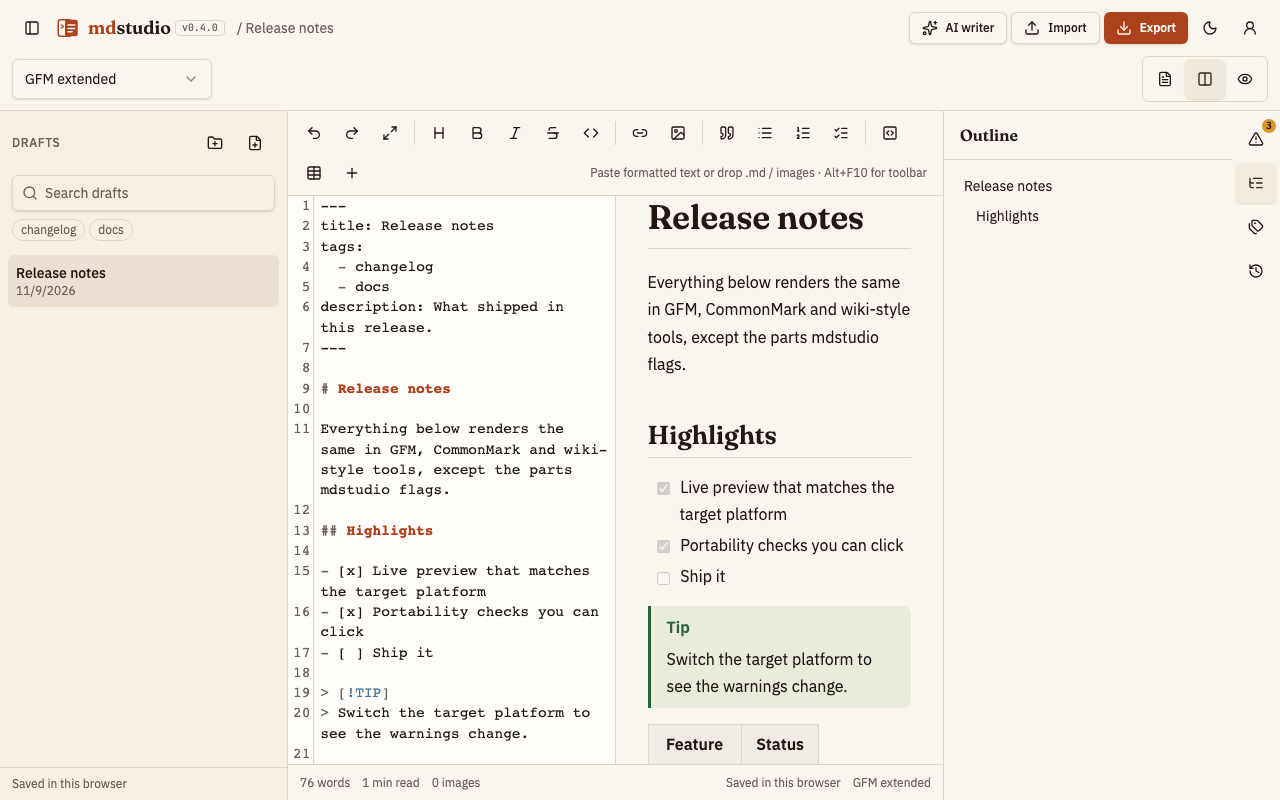 mdstudio v0.4.0 / Release notes
AI writer
Import
Export
GFM extended
DRAFTS
Search drafts
changelog docs
Release notes
11/9/2026
Saved in this browser
Paste formatted text or drop .md / images · Alt+F10 for toolbar
1 ---
2 title: Release notes
3 tags:
4   - changelog
5   - docs
6 description: What shipped in
this release.
7 ---
8
9 # Release notes
10
11 Everything below renders the
same in GFM, CommonMark and wiki-
style tools, except the parts
mdstudio flags.
12
13 ## Highlights
14
15 - [x] Live preview that matches
the target platform
16 - [x] Portability checks you can
click
17 - [ ] Ship it
18
19 > [!TIP]
20 > Switch the target platform to
see the warnings change.
21
Release notes
Everything below renders the same
in GFM, CommonMark and wiki-style
tools, except the parts mdstudio
flags.
Highlights
Live preview that matches the
target platform
Portability checks you can click
Ship it
Tip
Switch the target platform to
see the warnings change.
Feature Status
76 words 1 min read 0 images
Saved in this browser GFM extended
Outline
3
Release notes
Highlights